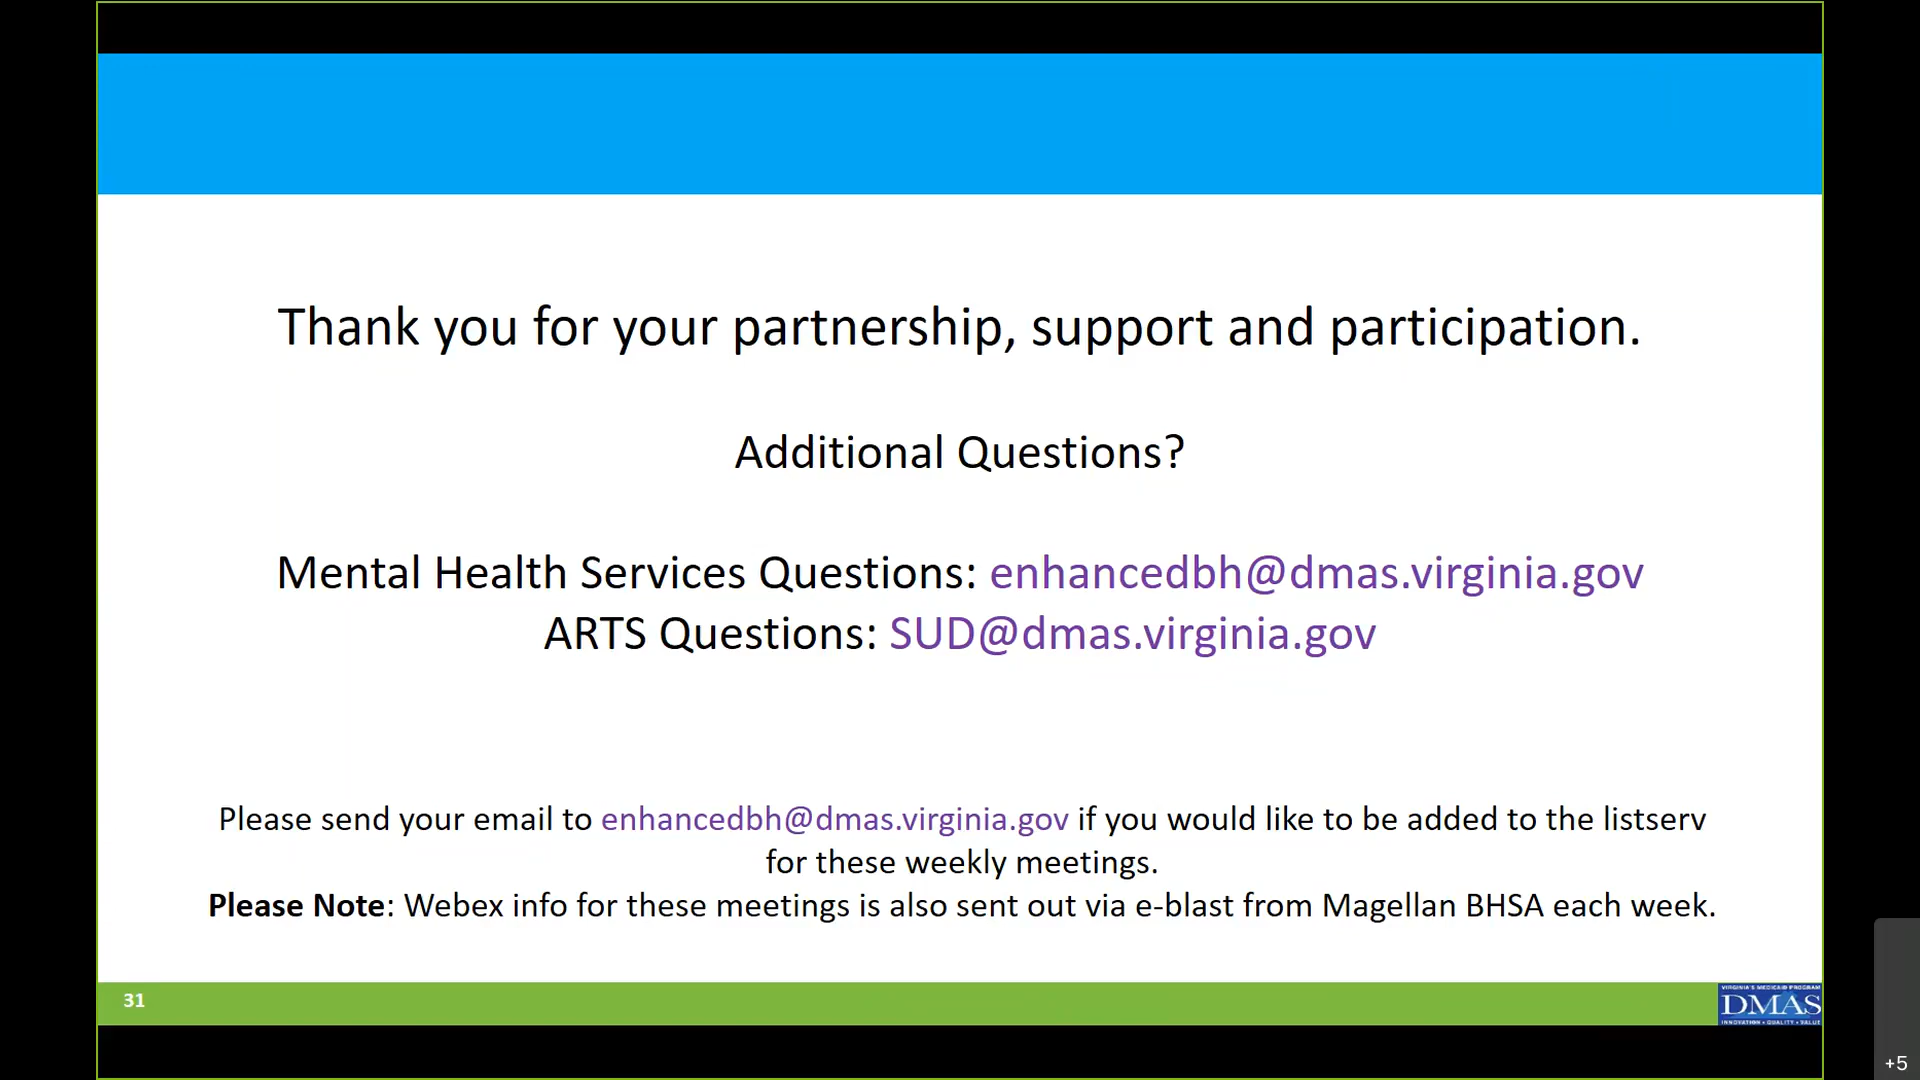 Thank you for your partnership, support and participation.
Additional Questions?
Mental Health Services Questions: enhancedbh@dmas.virginia.gov
ARTS Questions: SUD@dmas.virginia.gov
Please send your email to enhancedbh@dmas.virginia.gov if you would like to be added to the listserv
for these weekly meetings.
Please Note: Webex info for these meetings is also sent out via e-blast from Magellan BHSA each week.
31
VIRGINIA'S MEDICAID PROGRAM
DMAS
INNOVATION • QUALITY • VALUE
+5